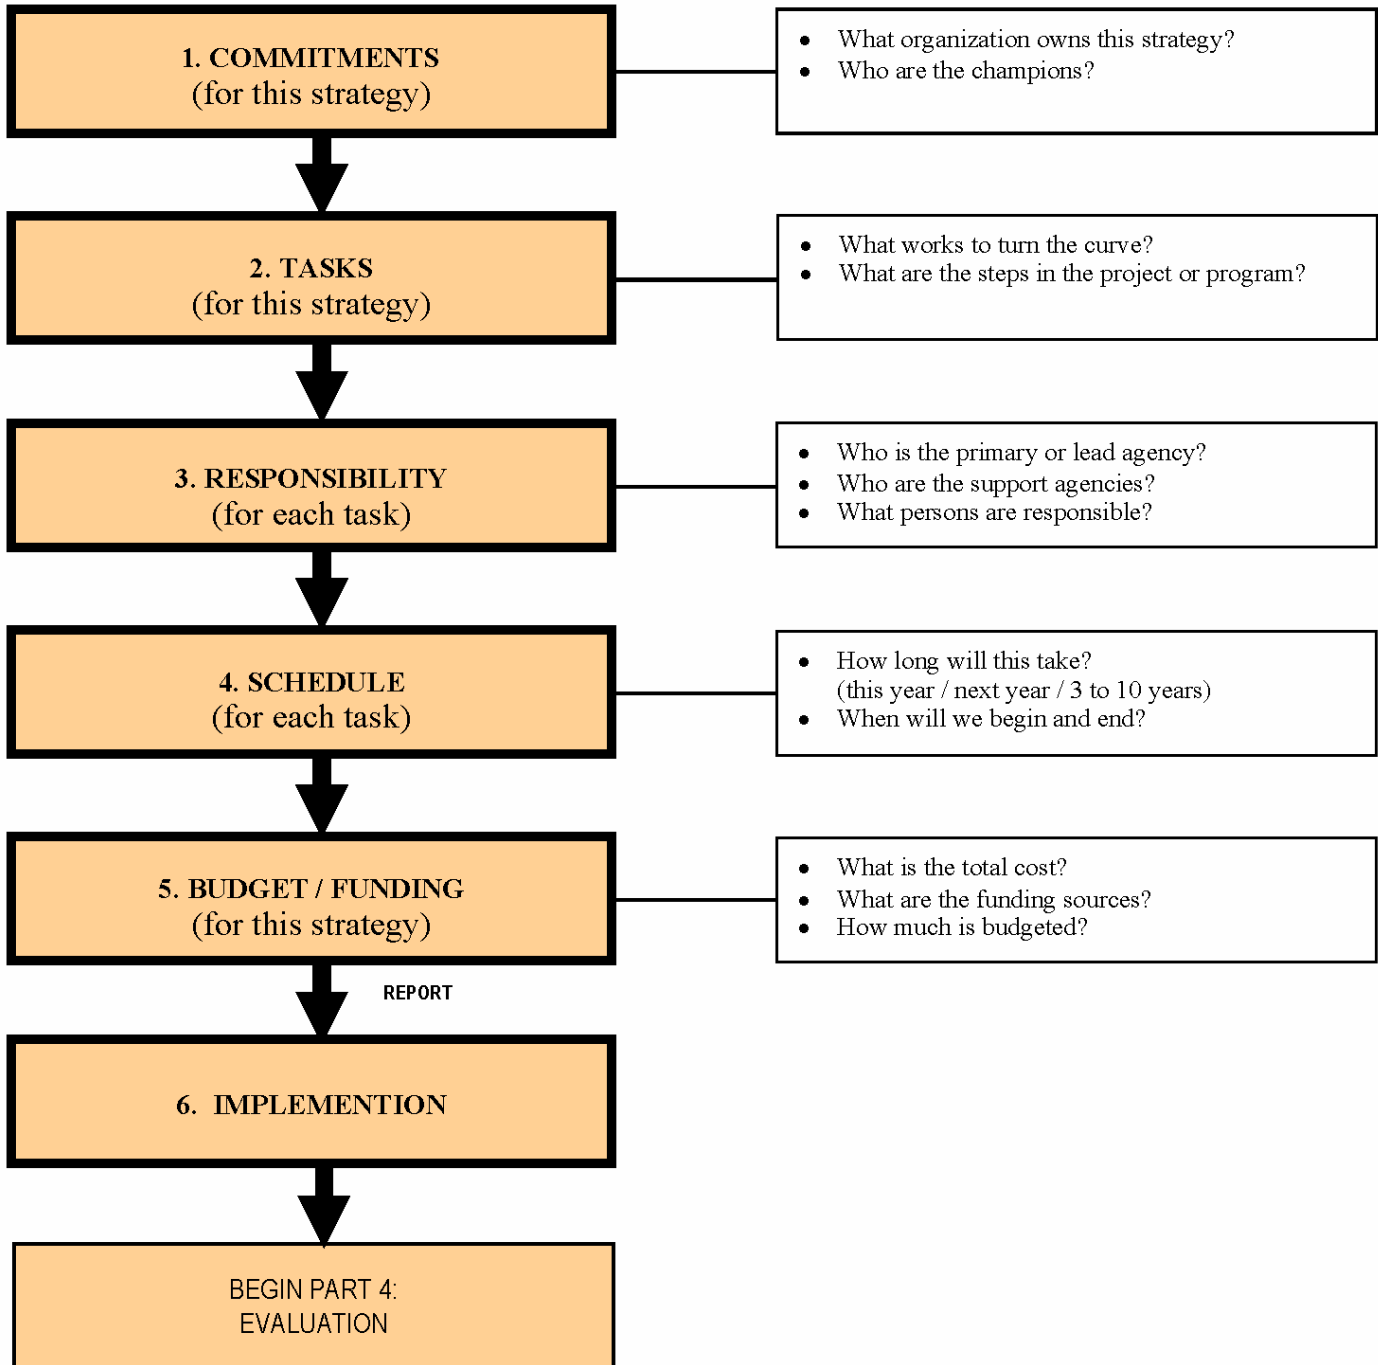 1. COMMITMENTS
(for this strategy)
• What organization owns this strategy?
• Who are the champions?
2. TASKS
(for this strategy)
• What works to turn the curve?
• What are the steps in the project or program?
3. RESPONSIBILITY
(for each task)
• Who is the primary or lead agency?
• Who are the support agencies?
• What persons are responsible?
4. SCHEDULE
(for each task)
• How long will this take?
(this year / next year / 3 to 10 years)
• When will we begin and end?
5. BUDGET / FUNDING
(for this strategy)
• What is the total cost?
• What are the funding sources?
• How much is budgeted?
REPORT
6. IMPLEMENTION
BEGIN PART 4:
EVALUATION